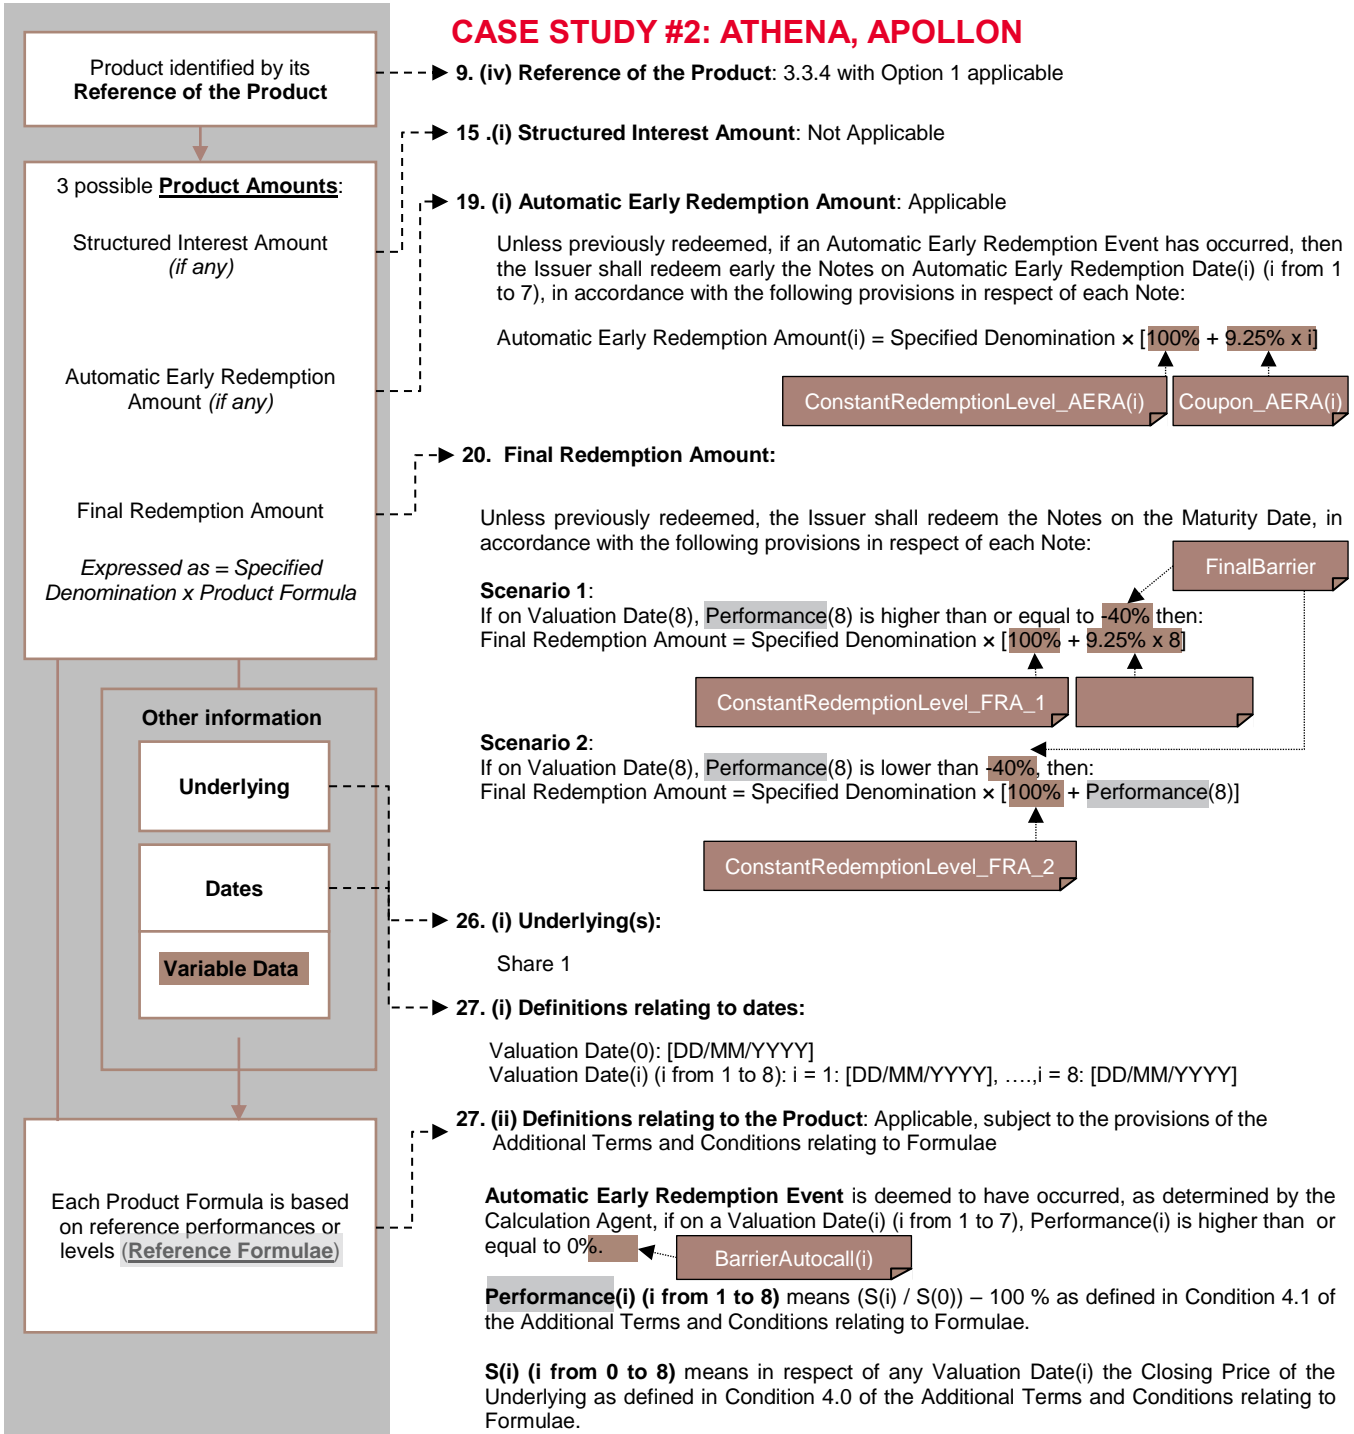 CASE STUDY #2: ATHENA, APOLLON
Product identified by its
Reference of the Product
9. (iv) Reference of the Product: 3.3.4 with Option 1 applicable
15 .(i) Structured Interest Amount: Not Applicable
3 possible Product Amounts:
Structured Interest Amount
(if any)
Automatic Early Redemption
Amount (if any)
Final Redemption Amount
Expressed as = Specified
Denomination x Product Formula
19. (i) Automatic Early Redemption Amount: Applicable
Unless previously redeemed, if an Automatic Early Redemption Event has occurred, then
the Issuer shall redeem early the Notes on Automatic Early Redemption Date(i) (i from 1
to 7), in accordance with the following provisions in respect of each Note:
Automatic Early Redemption Amount(i) = Specified Denomination × [100% + 9.25% x i]
ConstantRedemptionLevel_AERA(i)
Coupon_AERA(i)
20. Final Redemption Amount:
Unless previously redeemed, the Issuer shall redeem the Notes on the Maturity Date, in
accordance with the following provisions in respect of each Note:
FinalBarrier
Scenario 1:
If on Valuation Date(8), Performance(8) is higher than or equal to -40% then:
Final Redemption Amount = Specified Denomination × [100% + 9.25% x 8]
ConstantRedemptionLevel_FRA_1
Scenario 2:
If on Valuation Date(8), Performance(8) is lower than -40%, then:
Final Redemption Amount = Specified Denomination × [100% + Performance(8)]
ConstantRedemptionLevel_FRA_2
Other information
Underlying
Dates
Variable Data
26. (i) Underlying(s):
Share 1
27. (i) Definitions relating to dates:
Valuation Date(0): [DD/MM/YYYY]
Valuation Date(i) (i from 1 to 8): i = 1: [DD/MM/YYYY], ….,i = 8: [DD/MM/YYYY]
27. (ii) Definitions relating to the Product: Applicable, subject to the provisions of the
Additional Terms and Conditions relating to Formulae
Each Product Formula is based
on reference performances or
levels (Reference Formulae)
Automatic Early Redemption Event is deemed to have occurred, as determined by the
Calculation Agent, if on a Valuation Date(i) (i from 1 to 7), Performance(i) is higher than or
equal to 0%.
BarrierAutocall(i)
Performance(i) (i from 1 to 8) means (S(i) / S(0)) – 100 % as defined in Condition 4.1 of
the Additional Terms and Conditions relating to Formulae.
S(i) (i from 0 to 8) means in respect of any Valuation Date(i) the Closing Price of the
Underlying as defined in Condition 4.0 of the Additional Terms and Conditions relating to
Formulae.